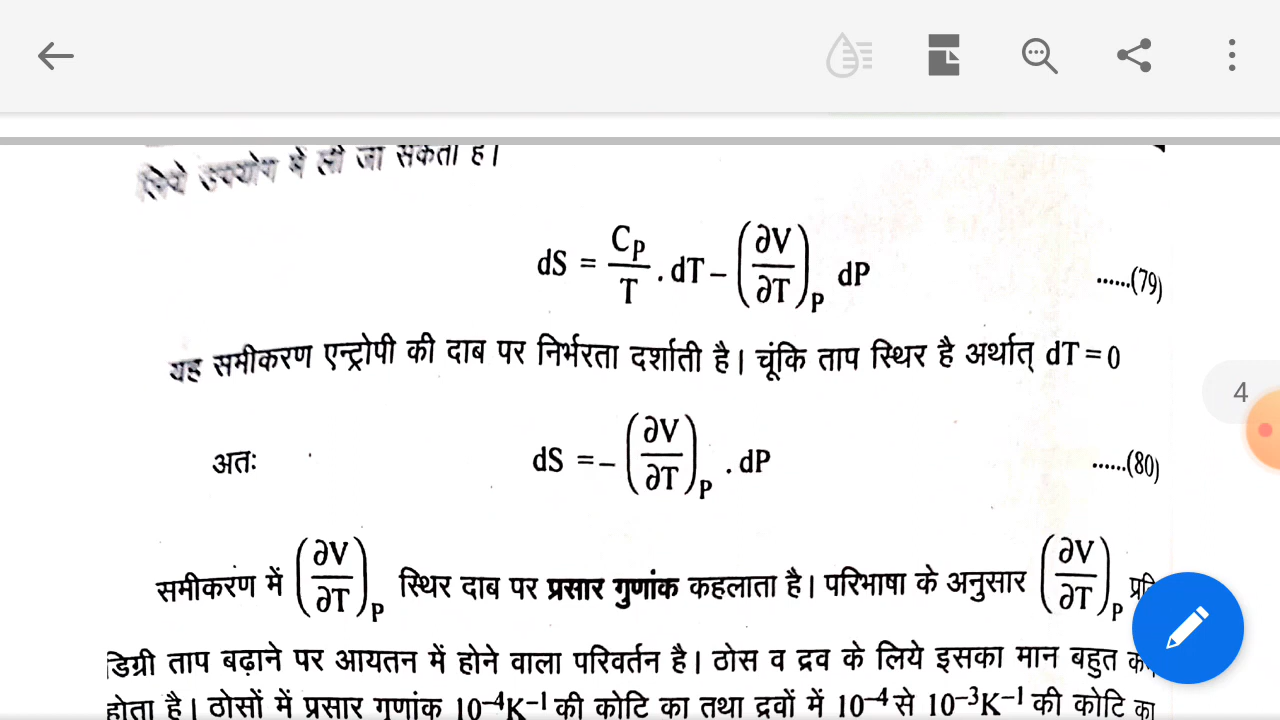 लिये उपयोग में ली जा सकती है।
dS = C_P/T . dT – (∂V/∂T)_P dP ......(79)
यह समीकरण एन्ट्रोपी की दाब पर निर्भरता दर्शाती है। चूंकि ताप स्थिर है अर्थात् dT = 0
अतः dS = – (∂V/∂T)_P . dP ......(80)
समीकरण में (∂V/∂T)_P स्थिर दाब पर प्रसार गुणांक कहलाता है। परिभाषा के अनुसार (∂V/∂T)_P
4
डिग्री ताप बढ़ाने पर आयतन में होने वाला परिवर्तन है। ठोस व द्रव के लिये इसका मान बहुत
होता है। ठोसों में प्रसार गुणांक 10⁻⁴K⁻¹ की कोटि का तथा द्रवों में 10⁻⁴ से 10⁻³K⁻¹ की कोटि का